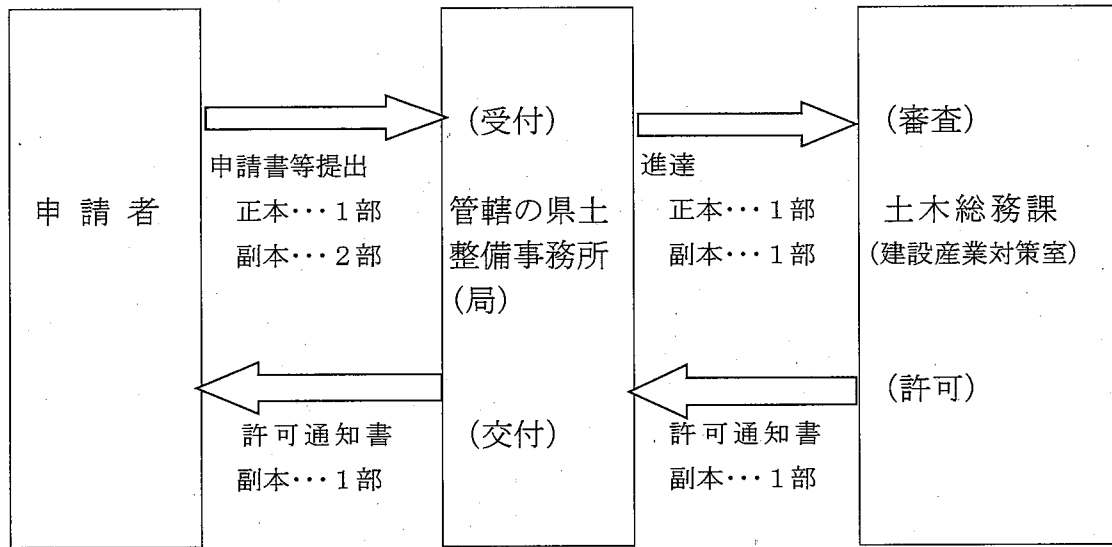 申請者
申請書等提出
正本・・・１部
副本・・・２部
(受付)
管轄の県土
整備事務所
(局)
進達
正本・・・１部
副本・・・１部
(審査)
土木総務課
(建設産業対策室)
(許可)
許可通知書
副本・・・１部
(交付)
許可通知書
副本・・・１部